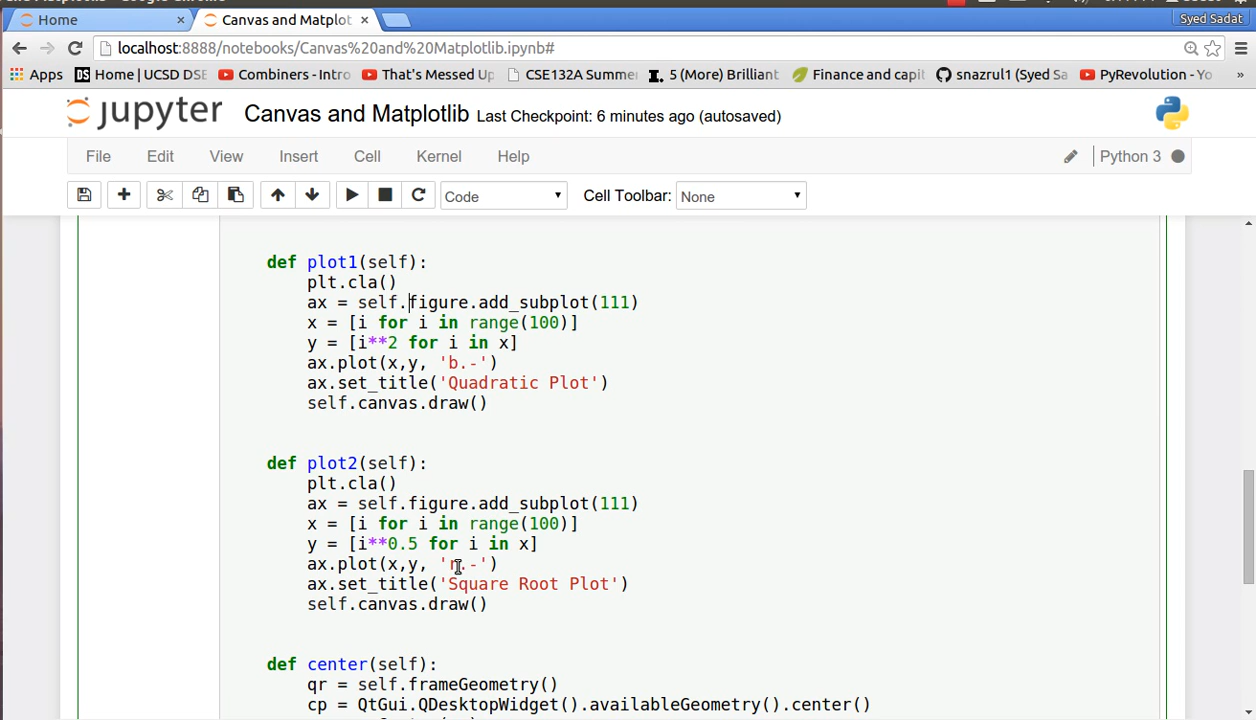 Home
Canvas and Matplot
Syed Sadat
localhost:8888/notebooks/Canvas%20and%20Matplotlib.ipynb#
Apps
DS Home | UCSD DSE
Combiners - Intro
That's Messed Up
CSE132A Summer
5 (More) Brilliant
Finance and capit
snazrul1 (Syed Sa
PyRevolution - Yo
»
jupyter
Canvas and Matplotlib Last Checkpoint: 6 minutes ago (autosaved)
File Edit View Insert Cell Kernel Help
Python 3
Code
Cell Toolbar: None
def plot1(self):
plt.cla()
ax = self.figure.add_subplot(111)
x = [i for i in range(100)]
y = [i**2 for i in x]
ax.plot(x,y, 'b.-')
ax.set_title('Quadratic Plot')
self.canvas.draw()
def plot2(self):
plt.cla()
ax = self.figure.add_subplot(111)
x = [i for i in range(100)]
y = [i**0.5 for i in x]
ax.plot(x,y, 'r.-')
ax.set_title('Square Root Plot')
self.canvas.draw()
def center(self):
qr = self.frameGeometry()
cp = QtGui.QDesktopWidget().availableGeometry().center()